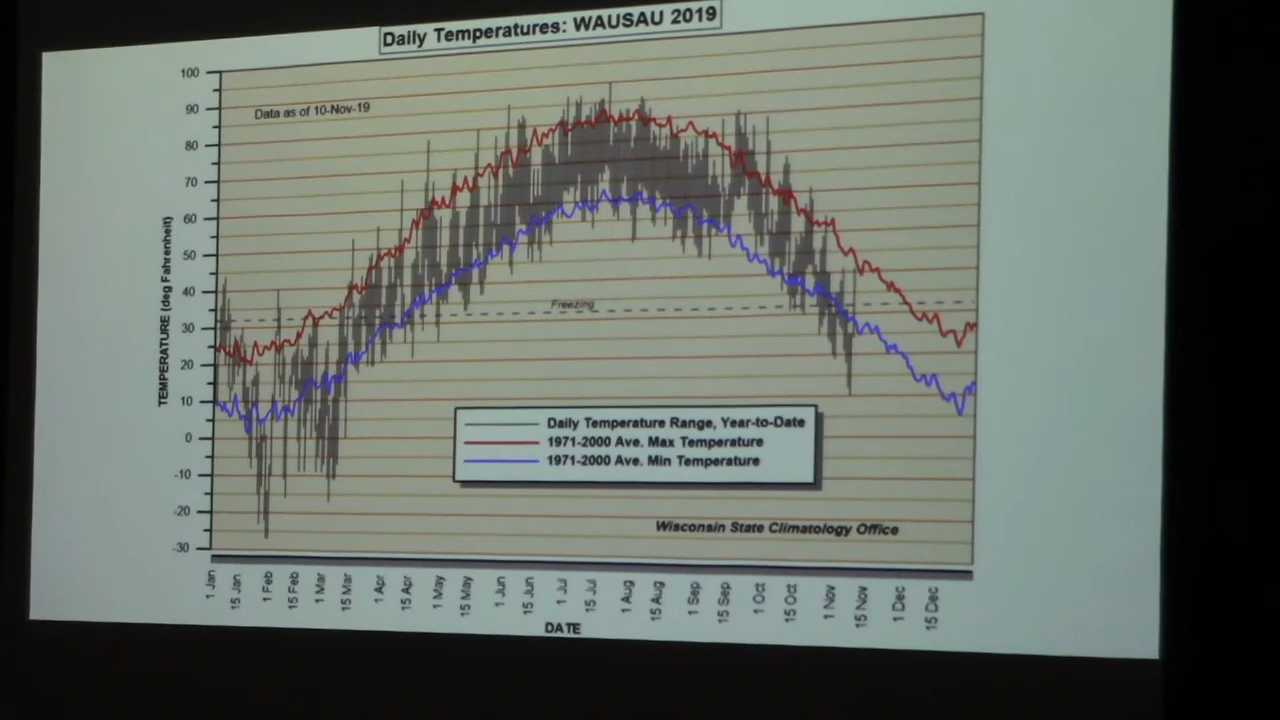 Daily Temperatures: WAUSAU 2019
Data as of 10-Nov-19
TEMPERATURE (deg Fahrenheit)
100
90
80
70
60
50
40
30
20
10
0
-10
-20
-30
Freezing
Daily Temperature Range, Year-to-Date
1971-2000 Ave. Max Temperature
1971-2000 Ave. Min Temperature
Wisconsin State Climatology Office
1 Jan
15 Jan
1 Feb
15 Feb
1 Mar
15 Mar
1 Apr
15 Apr
1 May
15 May
1 Jun
15 Jun
1 Jul
15 Jul
1 Aug
15 Aug
1 Sep
15 Sep
1 Oct
15 Oct
1 Nov
15 Nov
1 Dec
15 Dec
DATE